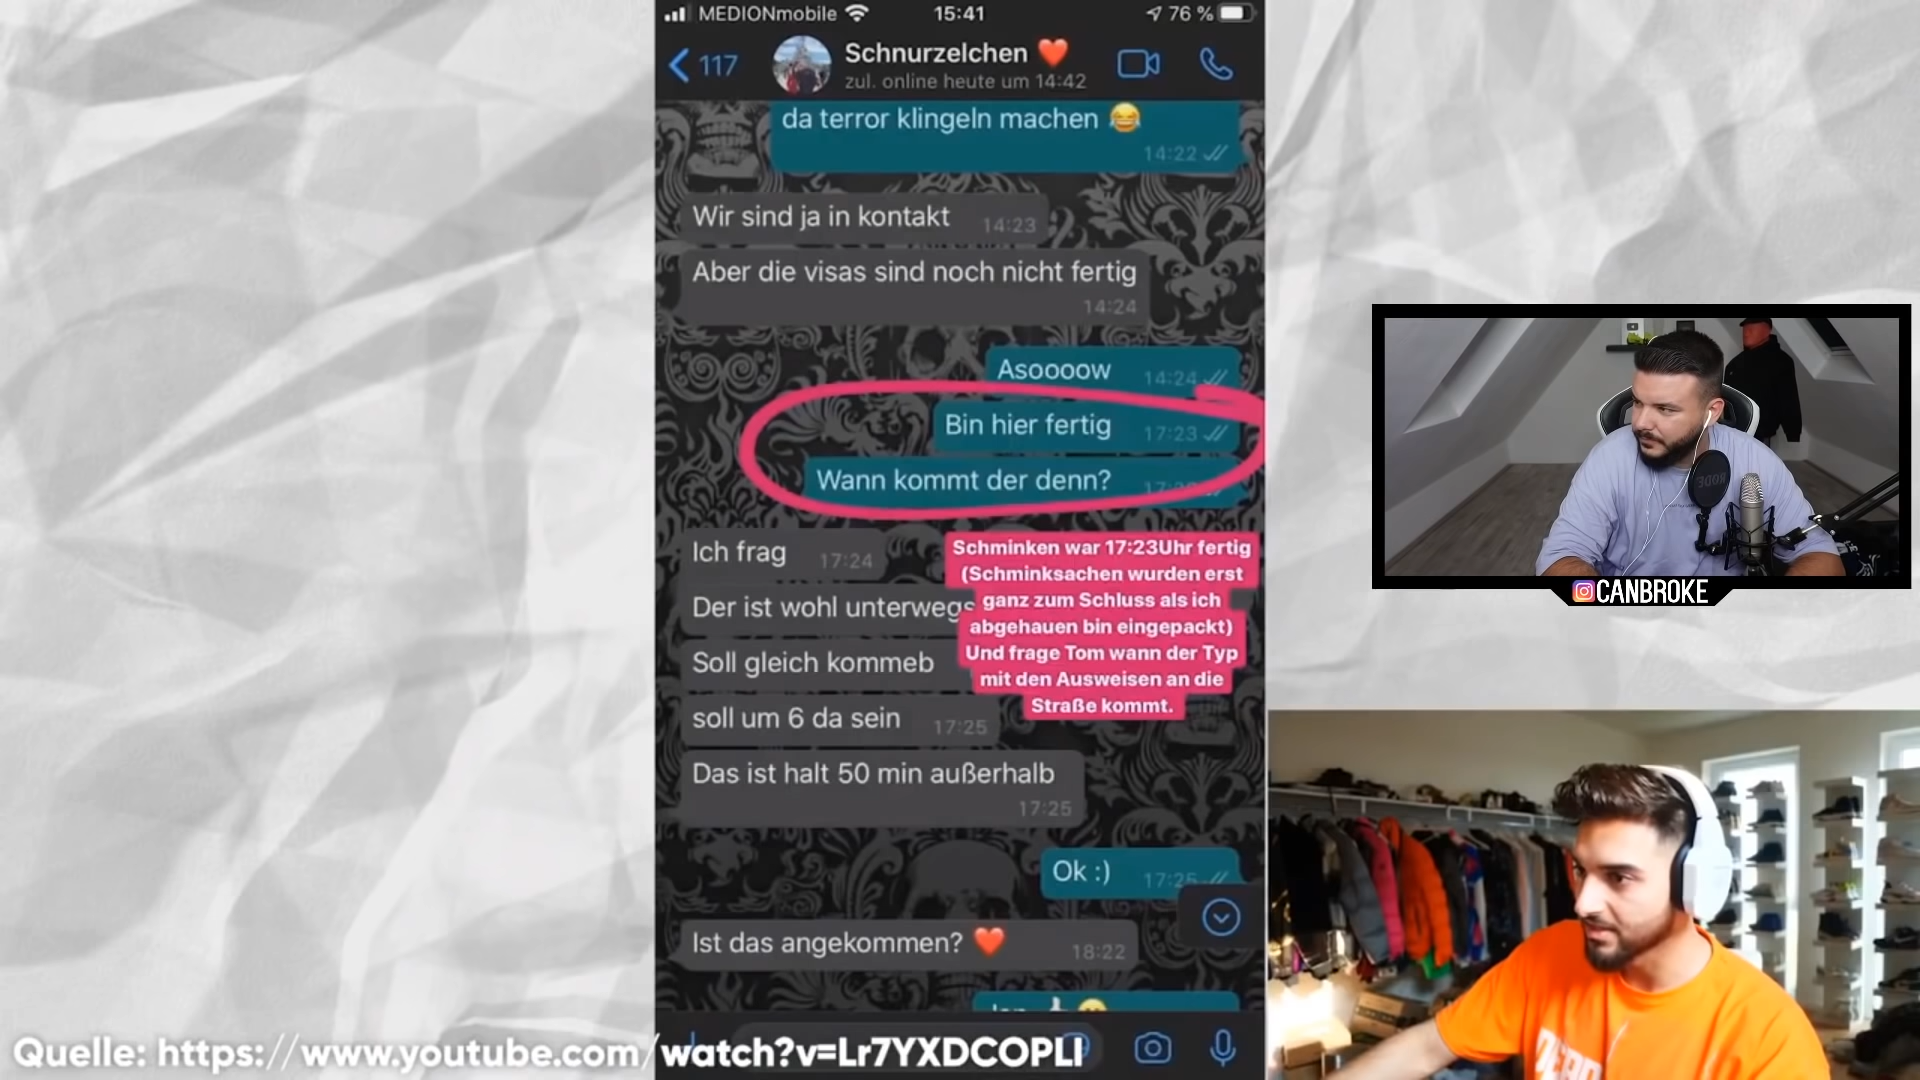 MEDIONmobile 15:41 76 %
117 Schnurzelchen ❤️
zul. online heute um 14:42
da terror klingeln machen 😂
14:22
Wir sind ja in kontakt 14:23
Aber die visas sind noch nicht fertig
14:24
Asoooow 14:24
Bin hier fertig 17:23
Wann kommt der denn?
Ich frag 17:24
Der ist wohl unterwegs
Soll gleich kommeb
soll um 6 da sein 17:25
Das ist halt 50 min außerhalb
17:25
Schminken war 17:23Uhr fertig
(Schminksachen wurden erst
ganz zum Schluss als ich
abgehauen bin eingepackt)
Und frage Tom wann der Typ
mit den Ausweisen an die
Straße kommt.
Ok :) 17:25
Ist das angekommen? ❤️ 18:22
Quelle: https://www.youtube.com/watch?v=Lr7YXDCOPLI
RODE
CANBROKE